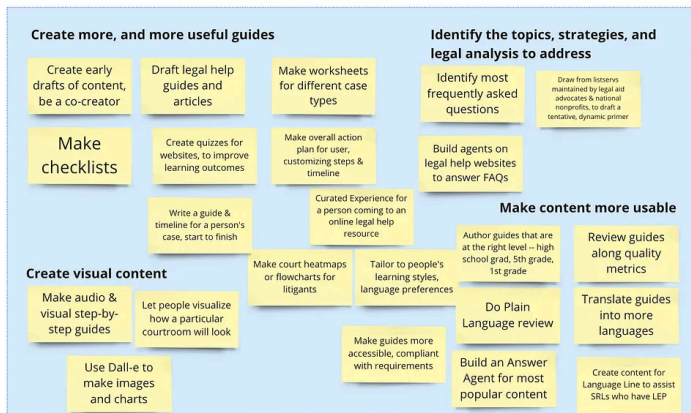 Create more, and more useful guides
Create early
drafts of content,
be a co-creator
Draft legal help
guides and
articles
Make worksheets
for different case
types
Make
checklists
Create quizzes for
websites, to improve
learning outcomes
Make overall action
plan for user,
customizing steps &
timeline
Write a guide &
timeline for a person's
case, start to finish
Curated Experience for
a person coming to an
online legal help
resource
Make court heatmaps
or flowcharts for
litigants
Tailor to people's
learning styles,
language preferences
Make guides more
accessible, compliant
with requirements
Create visual content
Make audio &
visual step-by-
step guides
Let people visualize
how a particular
courtroom will look
Use Dall-e to
make images
and charts
Identify the topics, strategies, and
legal analysis to address
Identify most
frequently asked
questions
Draw from listservs
maintained by legal aid
advocates & national
nonprofits, to draft a
tentative, dynamic primer
Build agents on
legal help websites
to answer FAQs
Make content more usable
Author guides that are
at the right level -- high
school grad, 5th grade,
1st grade
Review guides
along quality
metrics
Do Plain
Language review
Translate guides
into more
languages
Build an Answer
Agent for most
popular content
Create content for
Language Line to assist
SRLs who have LEP